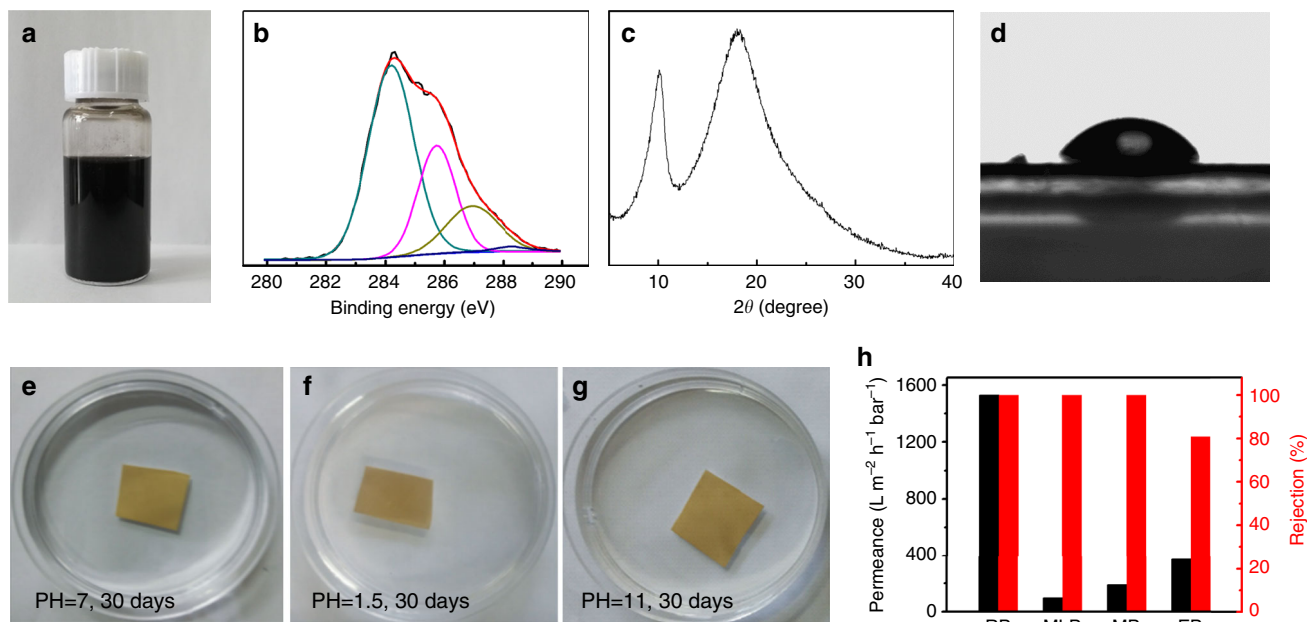 a
b
280 282 284 286 288 290
Binding energy (eV)
c
10 20 30 40
2θ (degree)
d
e
PH=7, 30 days
f
PH=1.5, 30 days
g
PH=11, 30 days
h
Permeance (L m⁻² h⁻¹ bar⁻¹)
1600
1200
800
400
0
100
80
60
40
20
0
Rejection (%)